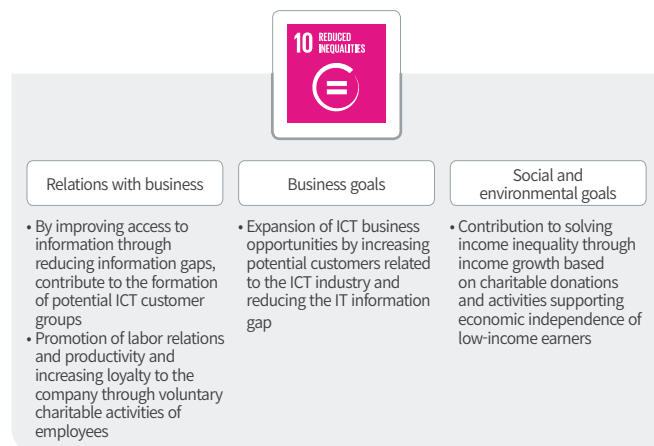 10 REDUCED
INEQUALITIES
Relations with business
• By improving access to
information through
reducing information gaps,
contribute to the formation
of potential ICT customer
groups
• Promotion of labor relations
and productivity and
increasing loyalty to the
company through voluntary
charitable activities of
employees
Business goals
• Expansion of ICT business
opportunities by increasing
potential customers related
to the ICT industry and
reducing the IT information
gap
Social and
environmental goals
• Contribution to solving
income inequality through
income growth based
on charitable donations
and activities supporting
economic independence of
low-income earners